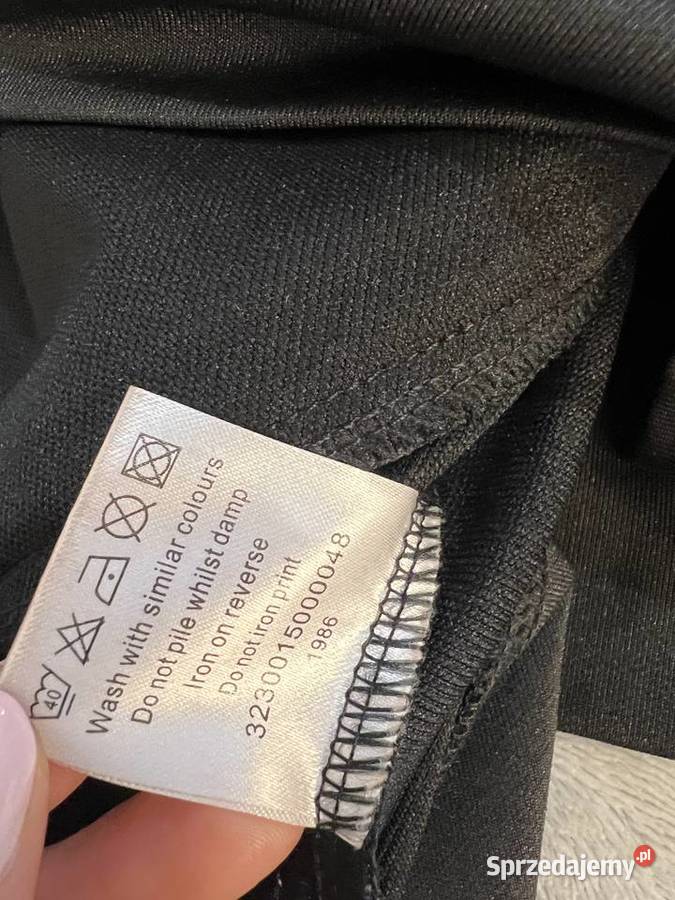 40
Wash with similar colours
Do not pile whilst damp
Iron on reverse
Do not iron print
3230015000048
1986
Sprzedajemy.pl